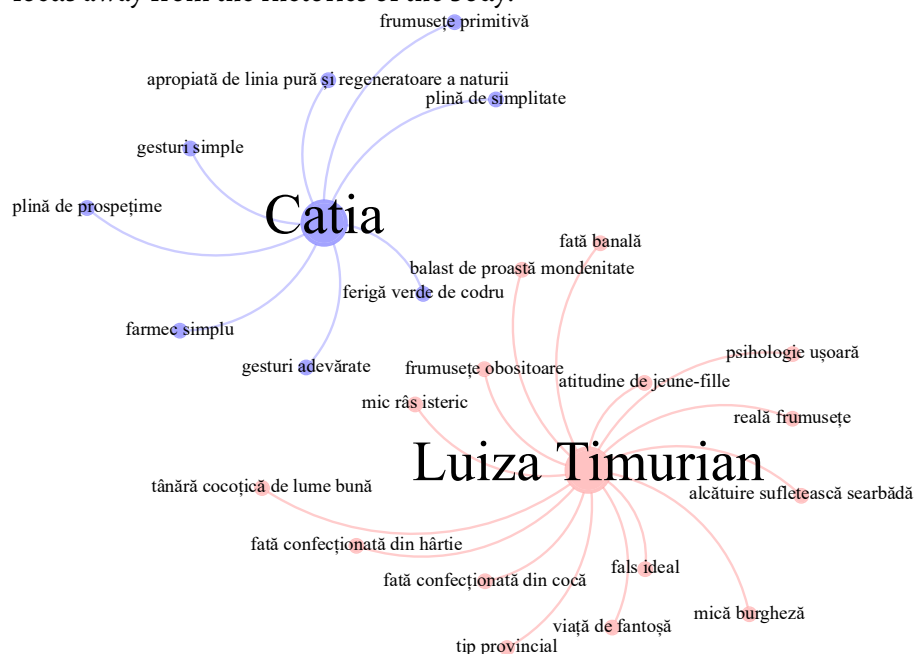 frumusețe primitivă
apropiată de linia pură și regeneratoare a naturii
plină de simplitate
gesturi simple
plină de prospețime
Catia
fată banală
balast de proastă mondenitate
ferigă verde de codru
farmec simplu
psihologie ușoară
gesturi adevărate
frumusețe obositoare
atitudine de jeune-fille
mic râs isteric
reală frumusețe
Luiza Timurian
tânără cocoțică de lume bună
alcătuire sufletească searbădă
fată confecționată din hârtie
fals ideal
fată confecționată din cocă
mică burgheză
viață de fantoșă
tip provincial